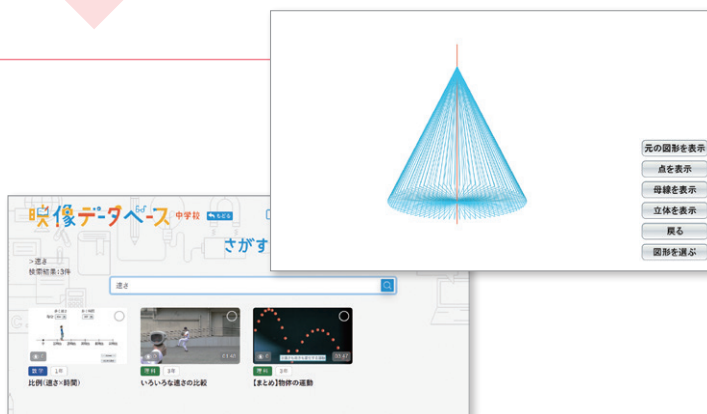 元の図形を表示
点を表示
母線を表示
立体を表示
戻る
図形を選ぶ
映像データベース 中学校 もどる
さがす
>速さ
検索結果:3件
速さ
数学 1年
比例(速さ×時間)
理科 3年
いろいろな速さの比較
理科 3年
【まとめ】物体の運動